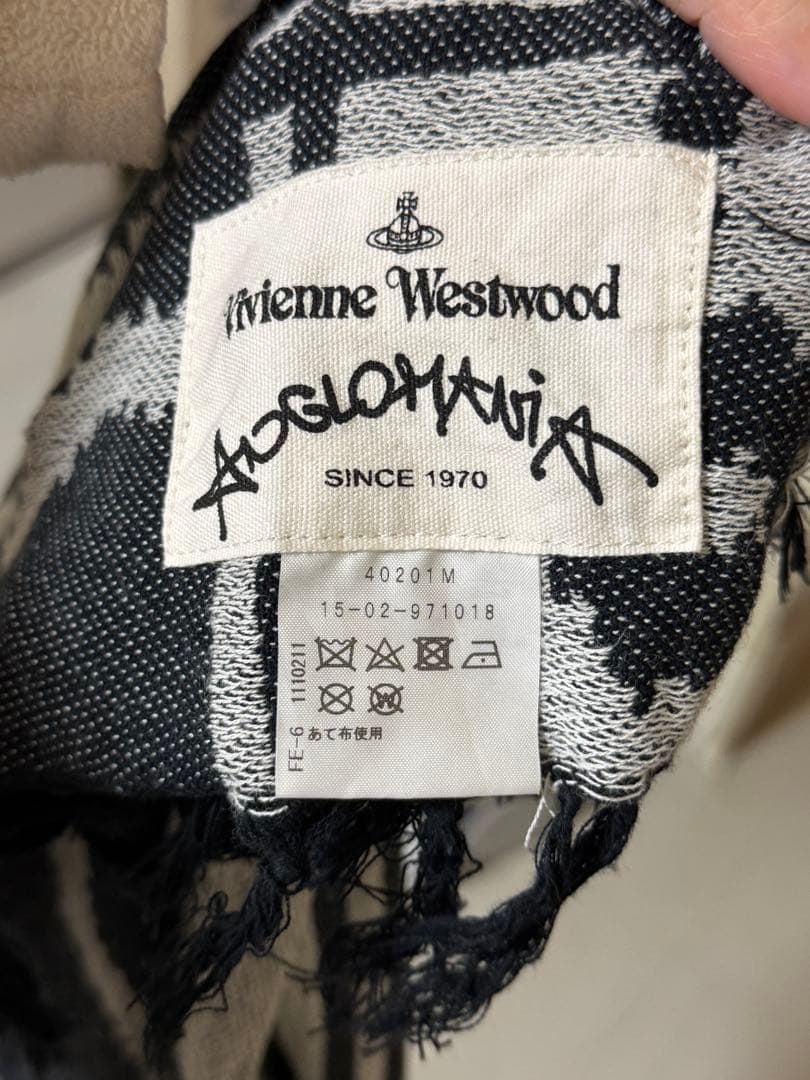 Vivienne Westwood
ANGLOMANiA
SINCE 1970
40201M
15-02-971018
W
あて布使用
FE-6 1110211